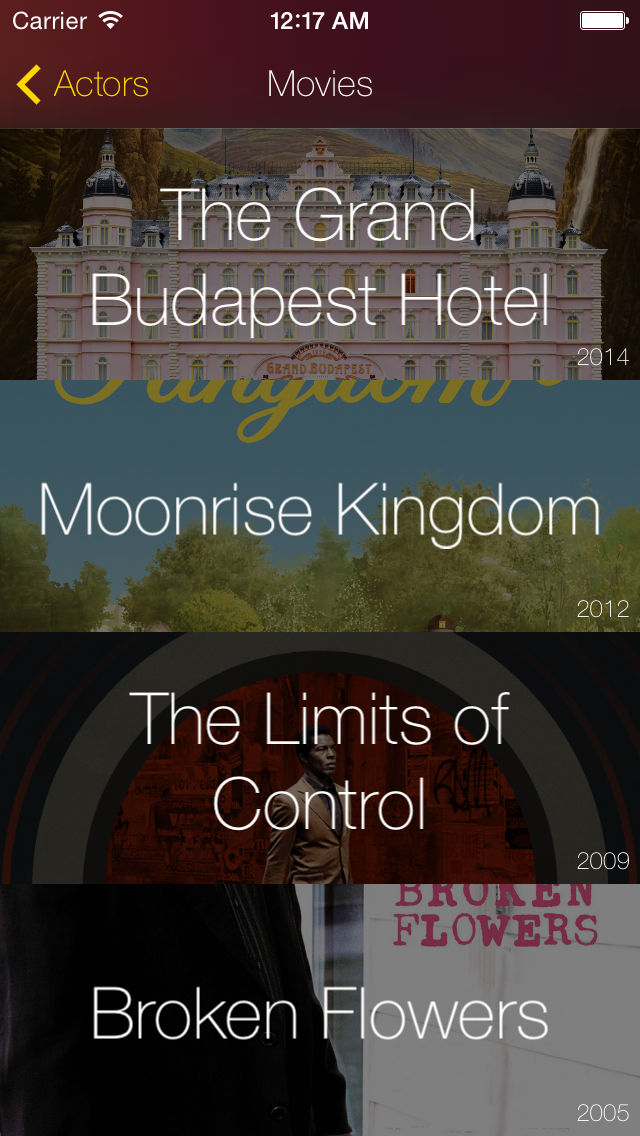 Carrier 12:17 AM
Actors Movies
The Grand
Budapest Hotel
GRAND BUDAPEST
2014
Kingdom
Moonrise Kingdom
2012
The Limits of
Control
2009
BROKEN
FLOWERS
Broken Flowers
2005